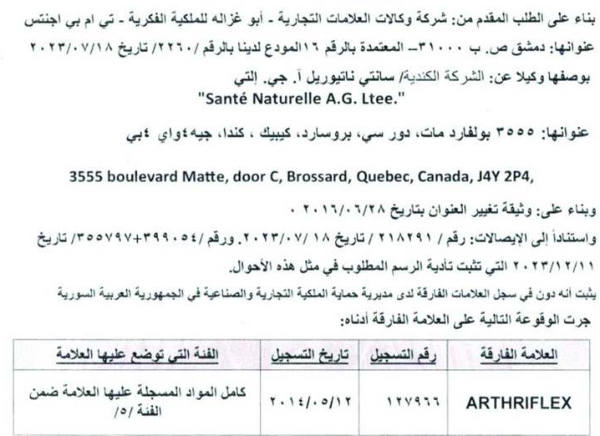 بناء على الطلب المقدم من: شركة وكالات العلامات التجارية - أبو غزاله للملكية الفكرية - تي ام بي اجنتس
عنوانها: دمشق ص. ب ٣١٠٠٠– المعتمدة بالرقم ١٦المودع لدينا بالرقم /٢٢٦٠/ تاريخ ٢٠٢٣/٠٧/١٨
بوصفها وكيلا عن: الشركة الكندية/ سانتي ناتيوريل آ. جي. إلتي
"Santé Naturelle A.G. Ltee."
عنوانها: ٣٥٥٥ بولفارد مات، دور سي، بروسارد، كيبيك ، كندا، جيه٤واي ٢بي٤
3555 boulevard Matte, door C, Brossard, Quebec, Canada, J4Y 2P4,
وبناء على: وثيقة تغيير العنوان بتاريخ ٢٠١٦/٠٦/٢٨ ٠
واستناداً إلى الإيصالات: رقم / ٢١٨٢٩١ / تاريخ ١٨ /٢٠٢٣/٠٧. ورقم /٣٩٩٠٥٤+٣٥٥٧٩٧/ تاريخ
٢٠٢٣/١٢/١١ التي تثبت تأدية الرسم المطلوب في مثل هذه الأحوال.
يثبت أنه دون في سجل العلامات الفارقة لدى مديرية حماية الملكية التجارية والصناعية في الجمهورية العربية السورية
جرت الوقوعة التالية على العلامة الفارقة أدناه:
العلامة الفارقة رقم التسجيل تاريخ التسجيل الفئة التي توضع عليها العلامة
ARTHRIFLEX ١٢٧٩٦٦ ٢٠١٤/٠٥/١٢ كامل المواد المسجلة عليها العلامة ضمن
الفئة /٥/